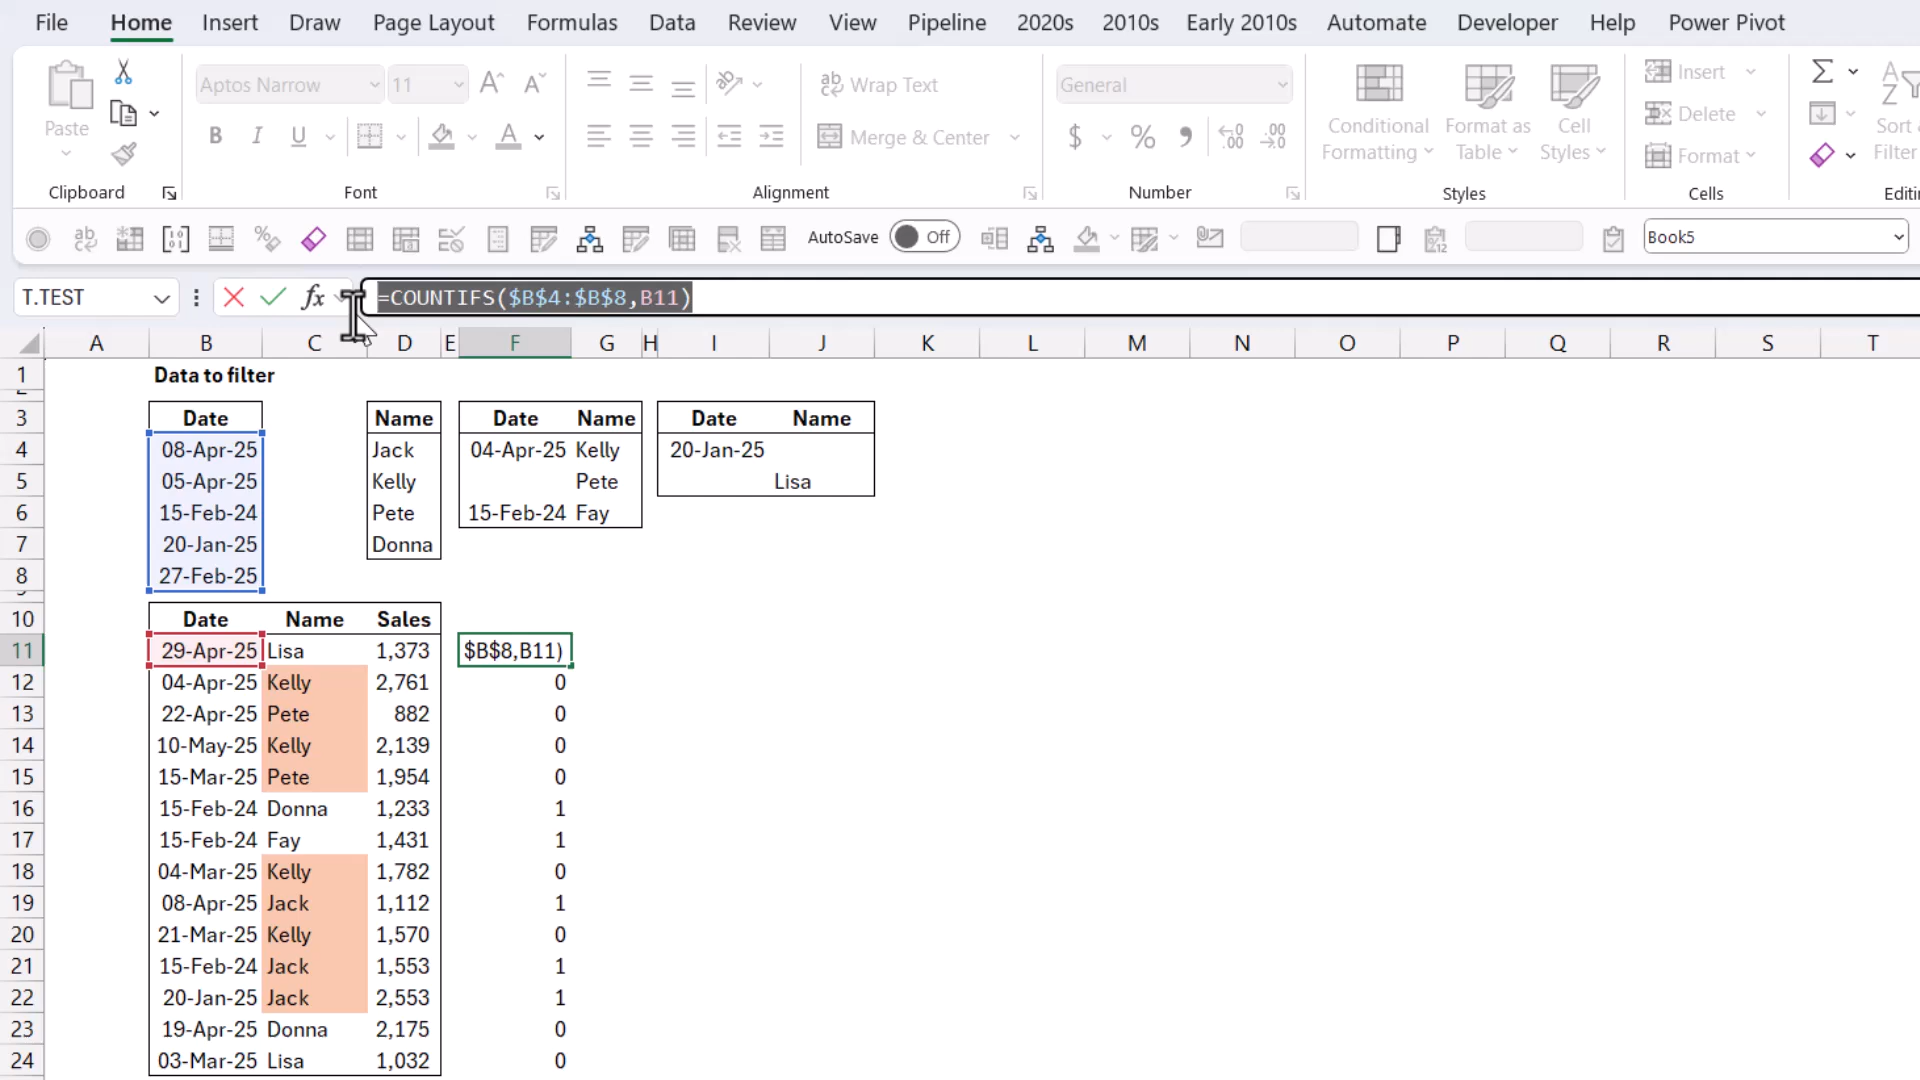 File Home Insert Draw Page Layout Formulas Data Review View Pipeline 2020s 2010s Early 2010s Automate Developer Help Power Pivot
Paste
Clipboard
Aptos Narrow 11
B I U
Font
Wrap Text
Merge & Center
Alignment
General
$ %
Number
Conditional Formatting
Format as Table
Cell Styles
Styles
Insert
Delete
Format
Cells
Sort
Filter
AutoSave Off
Book5
T.TEST
fx
=COUNTIFS($B$4:$B$8,B11)
A B C D E F G H I J K L M N O P Q R S T
1 Data to filter
3 Date Name Date Name Date Name
4 08-Apr-25 Jack 04-Apr-25 Kelly 20-Jan-25
5 05-Apr-25 Kelly Pete Lisa
6 15-Feb-24 Pete 15-Feb-24 Fay
7 20-Jan-25 Donna
8 27-Feb-25
10 Date Name Sales
11 29-Apr-25 Lisa 1,373 $B$8,B11)
12 04-Apr-25 Kelly 2,761 0
13 22-Apr-25 Pete 882 0
14 10-May-25 Kelly 2,139 0
15 15-Mar-25 Pete 1,954 0
16 15-Feb-24 Donna 1,233 1
17 15-Feb-24 Fay 1,431 1
18 04-Mar-25 Kelly 1,782 0
19 08-Apr-25 Jack 1,112 1
20 21-Mar-25 Kelly 1,570 0
21 15-Feb-24 Jack 1,553 1
22 20-Jan-25 Jack 2,553 1
23 19-Apr-25 Donna 2,175 0
24 03-Mar-25 Lisa 1,032 0